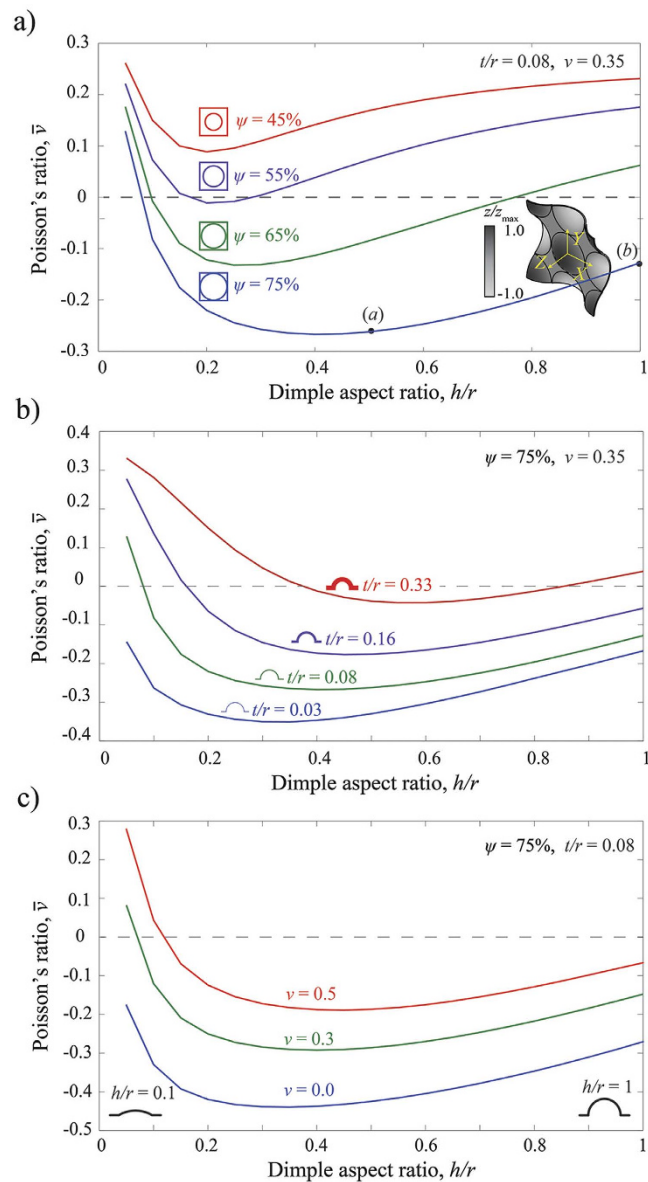 a)
0.3
0.2
0.1
0
-0.1
-0.2
-0.3
Poisson's ratio, ν̄
t/r = 0.08, ν = 0.35
ψ = 45%
ψ = 55%
ψ = 65%
ψ = 75%
z/zmax
1.0
-1.0
Y
Z
X
(a)
(b)
0.2 0.4 0.6 0.8 1
Dimple aspect ratio, h/r
b)
0.4
0.3
0.2
0.1
0
-0.1
-0.2
-0.3
-0.4
Poisson's ratio, ν̄
ψ = 75%, ν = 0.35
t/r = 0.33
t/r = 0.16
t/r = 0.08
t/r = 0.03
0 0.2 0.4 0.6 0.8 1
Dimple aspect ratio, h/r
c)
0.3
0.2
0.1
0
-0.1
-0.2
-0.3
-0.4
-0.5
Poisson's ratio, ν̄
ψ = 75%, t/r = 0.08
ν = 0.5
ν = 0.3
ν = 0.0
h/r = 0.1
h/r = 1
0 0.2 0.4 0.6 0.8 1
Dimple aspect ratio, h/r